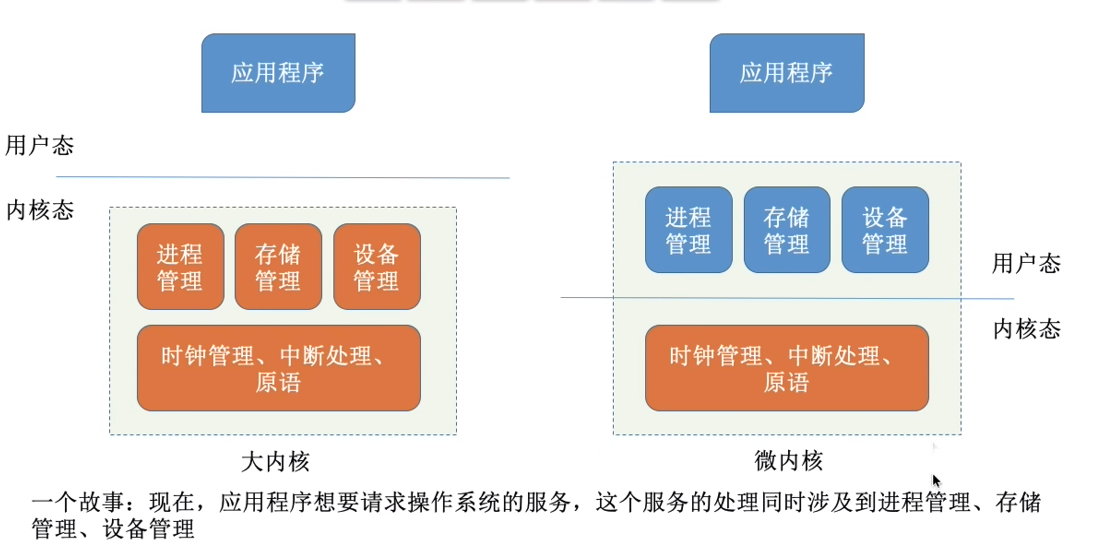 应用程序
用户态
内核态
进程
管理
存储
管理
设备
管理
时钟管理、中断处理、
原语
大内核
应用程序
进程
管理
存储
管理
设备
管理
用户态
内核态
时钟管理、中断处理、
原语
微内核
一个故事：现在，应用程序想要请求操作系统的服务，这个服务的处理同时涉及到进程管理、存储
管理、设备管理